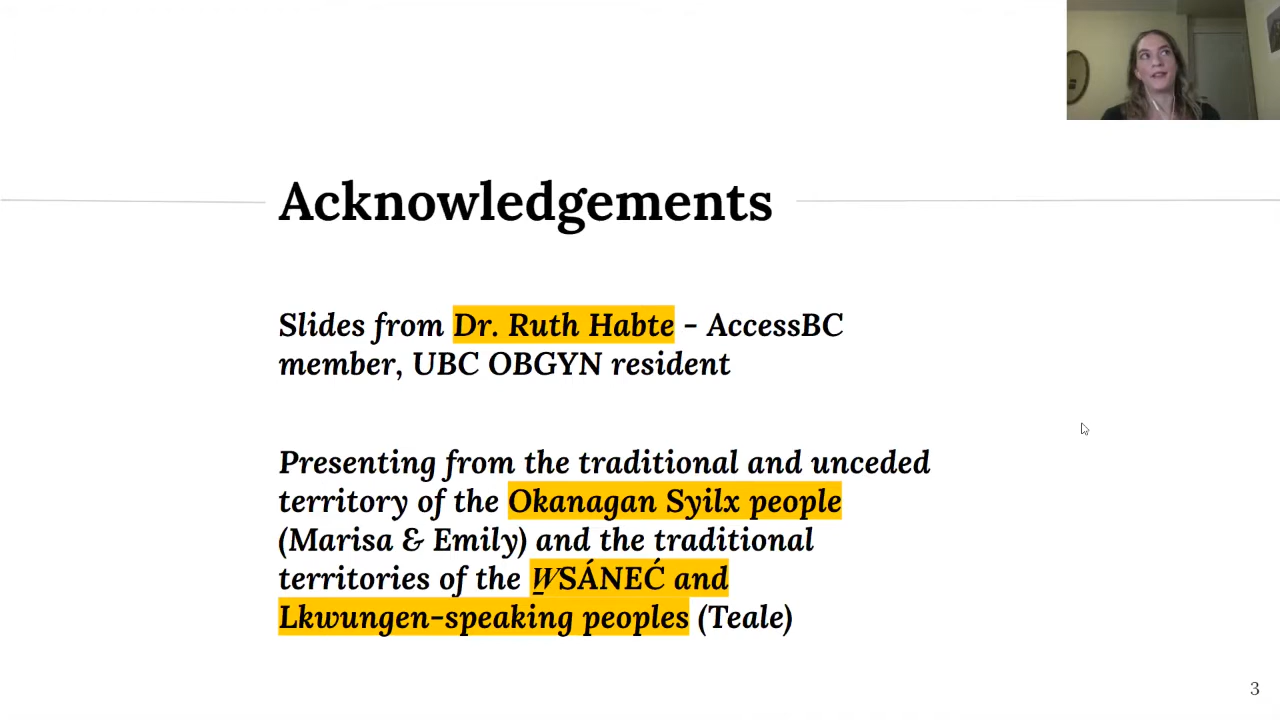 Acknowledgements
Slides from Dr. Ruth Habte - AccessBC
member, UBC OBGYN resident
Presenting from the traditional and unceded
territory of the Okanagan Syilx people
(Marisa & Emily) and the traditional
territories of the W̱SÁNEĆ and
Lkwungen-speaking peoples (Teale)
3